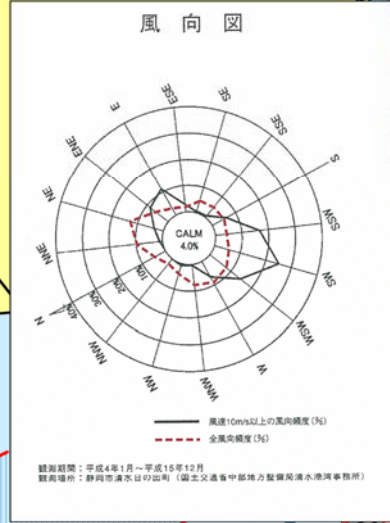 風向図
E
ESE
SE
SSE
S
SSW
SW
WSW
W
WNW
NW
NNW
N
NNE
NE
ENE
CALM
4.0%
10%
20%
30%
40%
風速10m/s以上の風向頻度(%)
全風向頻度(%)
観測期間：平成4年1月～平成15年12月
観測場所：静岡市清水日の出町（国土交通省中部地方整備局清水港湾事務所）